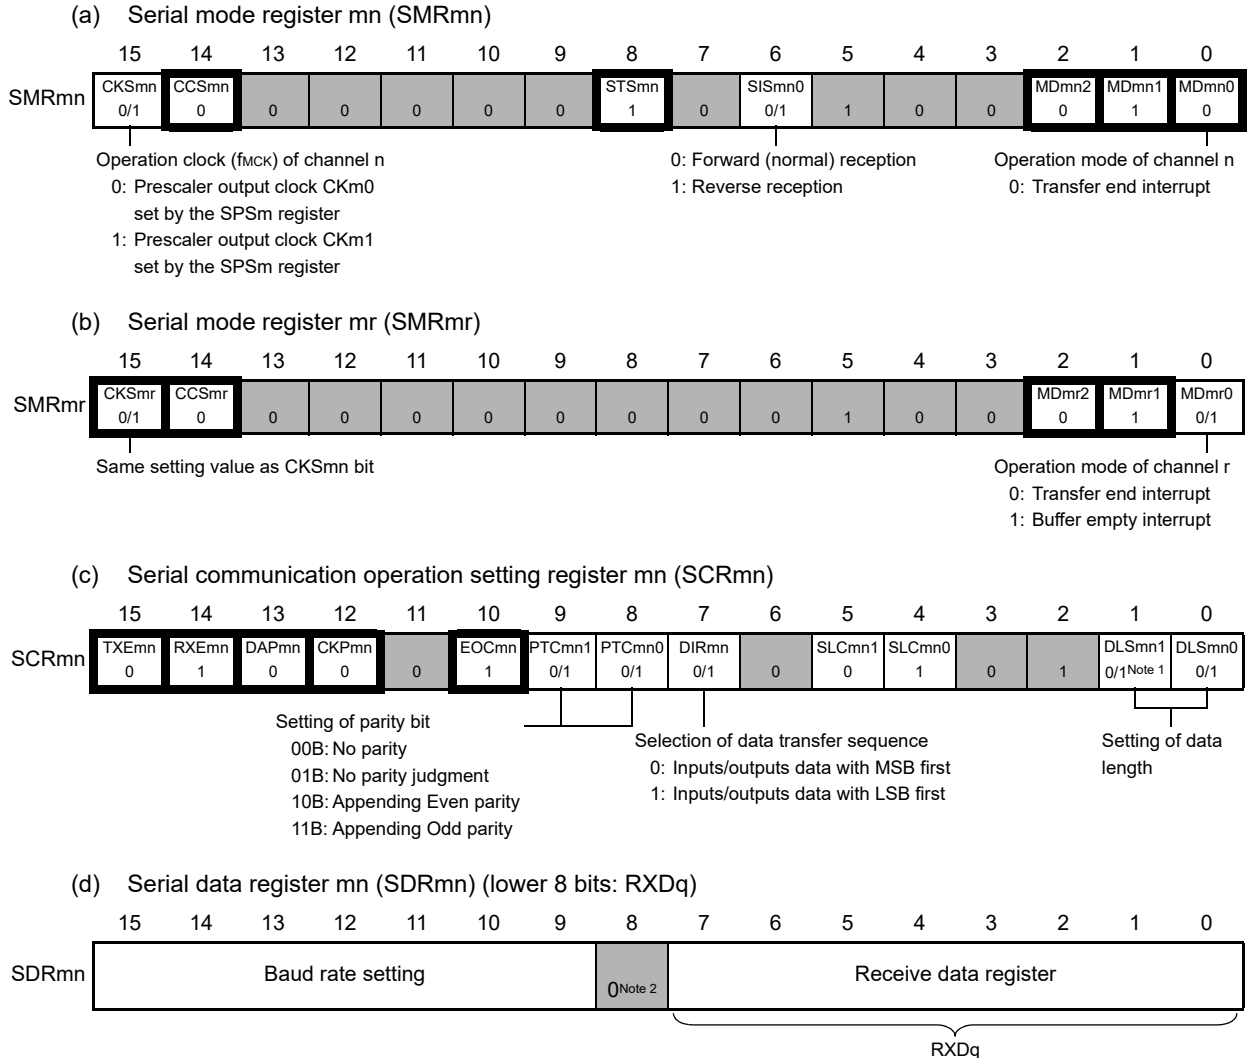 (a) Serial mode register mn (SMRmn)
15 14 13 12 11 10 9 8 7 6 5 4 3 2 1 0
SMRmn CKSmn CCSmn STSmn SISmn0 MDmn2 MDmn1 MDmn0
0/1 0 0 0 0 0 0 1 0 0/1 1 0 0 0 1 0
Operation clock (fMCK) of channel n 0: Forward (normal) reception Operation mode of channel n
0: Prescaler output clock CKm0 1: Reverse reception 0: Transfer end interrupt
set by the SPSm register
1: Prescaler output clock CKm1
set by the SPSm register
(b) Serial mode register mr (SMRmr)
15 14 13 12 11 10 9 8 7 6 5 4 3 2 1 0
SMRmr CKSmr CCSmr MDmr2 MDmr1 MDmr0
0/1 0 0 0 0 0 0 0 0 0 1 0 0 0 1 0/1
Same setting value as CKSmn bit Operation mode of channel r
0: Transfer end interrupt
1: Buffer empty interrupt
(c) Serial communication operation setting register mn (SCRmn)
15 14 13 12 11 10 9 8 7 6 5 4 3 2 1 0
SCRmn TXEmn RXEmn DAPmn CKPmn EOCmn PTCmn1 PTCmn0 DIRmn SLCmn1 SLCmn0 DLSmn1 DLSmn0
0 1 0 0 0 1 0/1 0/1 0/1 0 0 1 0 1 0/1Note 1 0/1
Setting of parity bit Selection of data transfer sequence Setting of data
00B: No parity 0: Inputs/outputs data with MSB first length
01B: No parity judgment 1: Inputs/outputs data with LSB first
10B: Appending Even parity
11B: Appending Odd parity
(d) Serial data register mn (SDRmn) (lower 8 bits: RXDq)
15 14 13 12 11 10 9 8 7 6 5 4 3 2 1 0
SDRmn Baud rate setting 0Note 2 Receive data register
RXDq